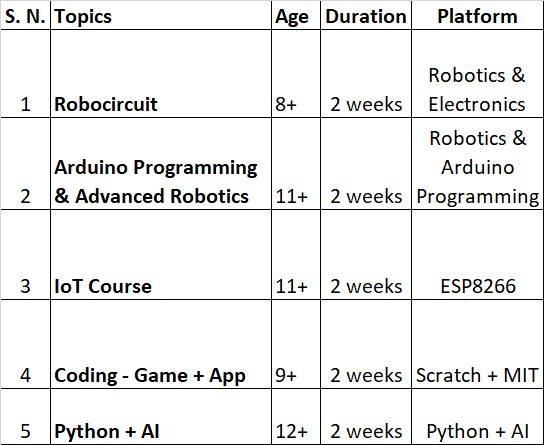 S. N. Topics Age Duration Platform
1 Robocircuit 8+ 2 weeks Robotics &
Electronics
2 Arduino Programming
& Advanced Robotics 11+ 2 weeks Robotics &
Arduino
Programming
3 IoT Course 11+ 2 weeks ESP8266
4 Coding - Game + App 9+ 2 weeks Scratch + MIT
5 Python + AI 12+ 2 weeks Python + AI